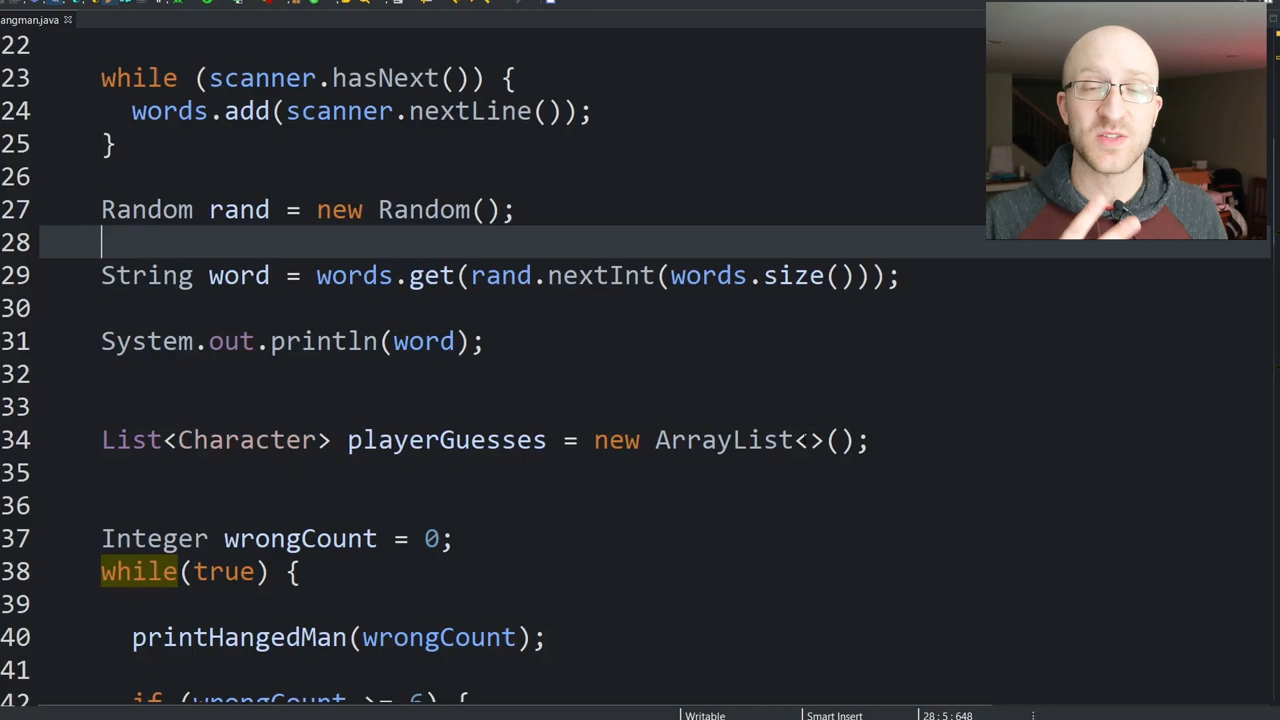 angman.java
22
23 while (scanner.hasNext()) {
24 words.add(scanner.nextLine());
25 }
26
27 Random rand = new Random();
28
29 String word = words.get(rand.nextInt(words.size()));
30
31 System.out.println(word);
32
33
34 List<Character> playerGuesses = new ArrayList<>();
35
36
37 Integer wrongCount = 0;
38 while(true) {
39
40 printHangedMan(wrongCount);
41
42 if (wrongCount >= 6) {
Writable Smart Insert 28 : 5 : 648